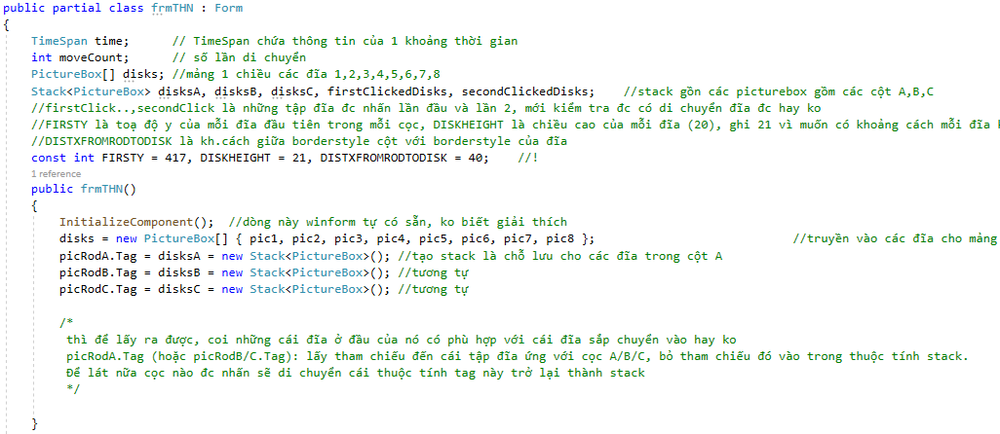 public partial class frmTHN : Form
{
TimeSpan time; // TimeSpan chứa thông tin của 1 khoảng thời gian
int moveCount; // số lần di chuyển
PictureBox[] disks; //mảng 1 chiều các đĩa 1,2,3,4,5,6,7,8
Stack<PictureBox> disksA, disksB, disksC, firstClickedDisks, secondClickedDisks; //stack gồn các picturebox gồm các cột A,B,C
//firstClick..,secondClick là những tập đĩa đc nhấn lần đầu và lần 2, mới kiểm tra đc có di chuyển đĩa đc hay ko
//FIRSTY là toạ độ y của mỗi đĩa đầu tiên trong mỗi cọc, DISKHEIGHT là chiều cao của mỗi đĩa (20), ghi 21 vì muốn có khoảng cách mỗi đĩa
//DISTXFROMRODTODISK là kh.cách giữa borderstyle cột với borderstyle của đĩa
const int FIRSTY = 417, DISKHEIGHT = 21, DISTXFROMRODTODISK = 40; //!
1 reference
public frmTHN()
{
InitializeComponent(); //dòng này winform tự có sẵn, ko biết giải thích
disks = new PictureBox[] { pic1, pic2, pic3, pic4, pic5, pic6, pic7, pic8 }; //truyền vào các đĩa cho mảng
picRodA.Tag = disksA = new Stack<PictureBox>(); //tạo stack là chỗ lưu cho các đĩa trong cột A
picRodB.Tag = disksB = new Stack<PictureBox>(); //tương tự
picRodC.Tag = disksC = new Stack<PictureBox>(); //tương tự
/*
thì để lấy ra được, coi những cái đĩa ở đầu của nó có phù hợp với cái đĩa sắp chuyển vào hay ko
picRodA.Tag (hoặc picRodB/C.Tag): lấy tham chiếu đến cái tập đĩa ứng với cọc A/B/C, bỏ tham chiếu đó vào trong thuộc tính stack.
Để lát nữa cọc nào đc nhấn sẽ di chuyển cái thuộc tính tag này trở lại thành stack
*/
}